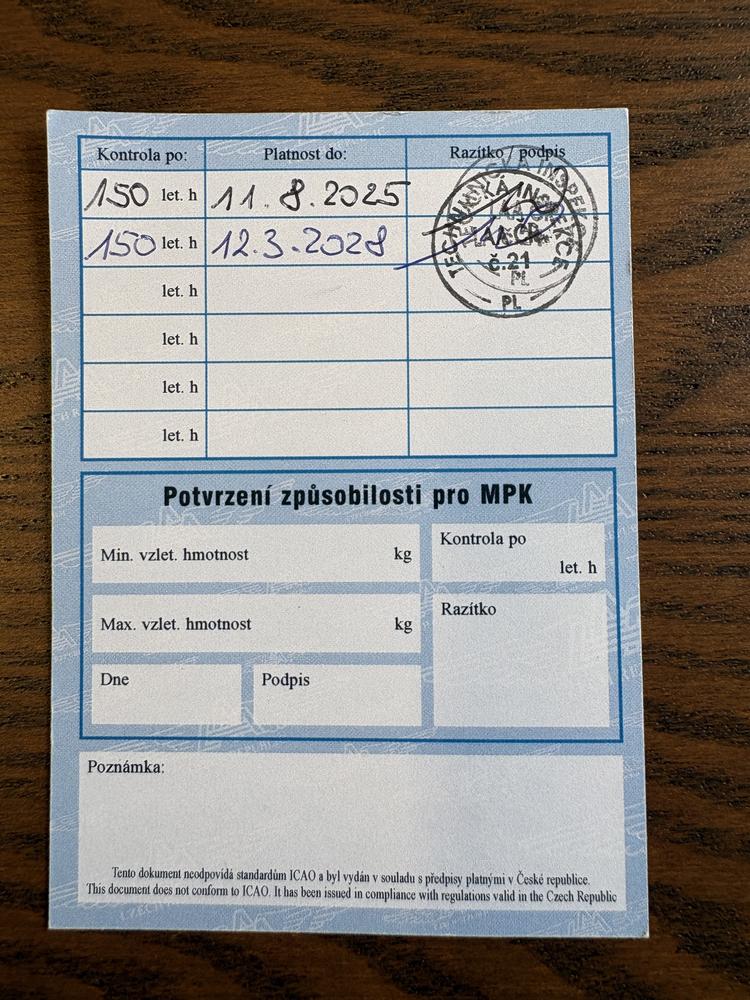 Kontrola po: Platnost do: Razítko / podpis
150 let. h 11.8.2025
150 let. h 12.3.2028
let. h
let. h
let. h
let. h
TECHNICKÁ INSPEKCE
LAA ČR
č.21
PL
PL
Potvrzení způsobilosti pro MPK
Min. vzlet. hmotnost kg
Kontrola po
let. h
Max. vzlet. hmotnost kg
Razítko
Dne Podpis
Poznámka:
Tento dokument neodpovídá standardům ICAO a byl vydán v souladu s předpisy platnými v České republice.
This document does not conform to ICAO. It has been issued in compliance with regulations valid in the Czech Republic